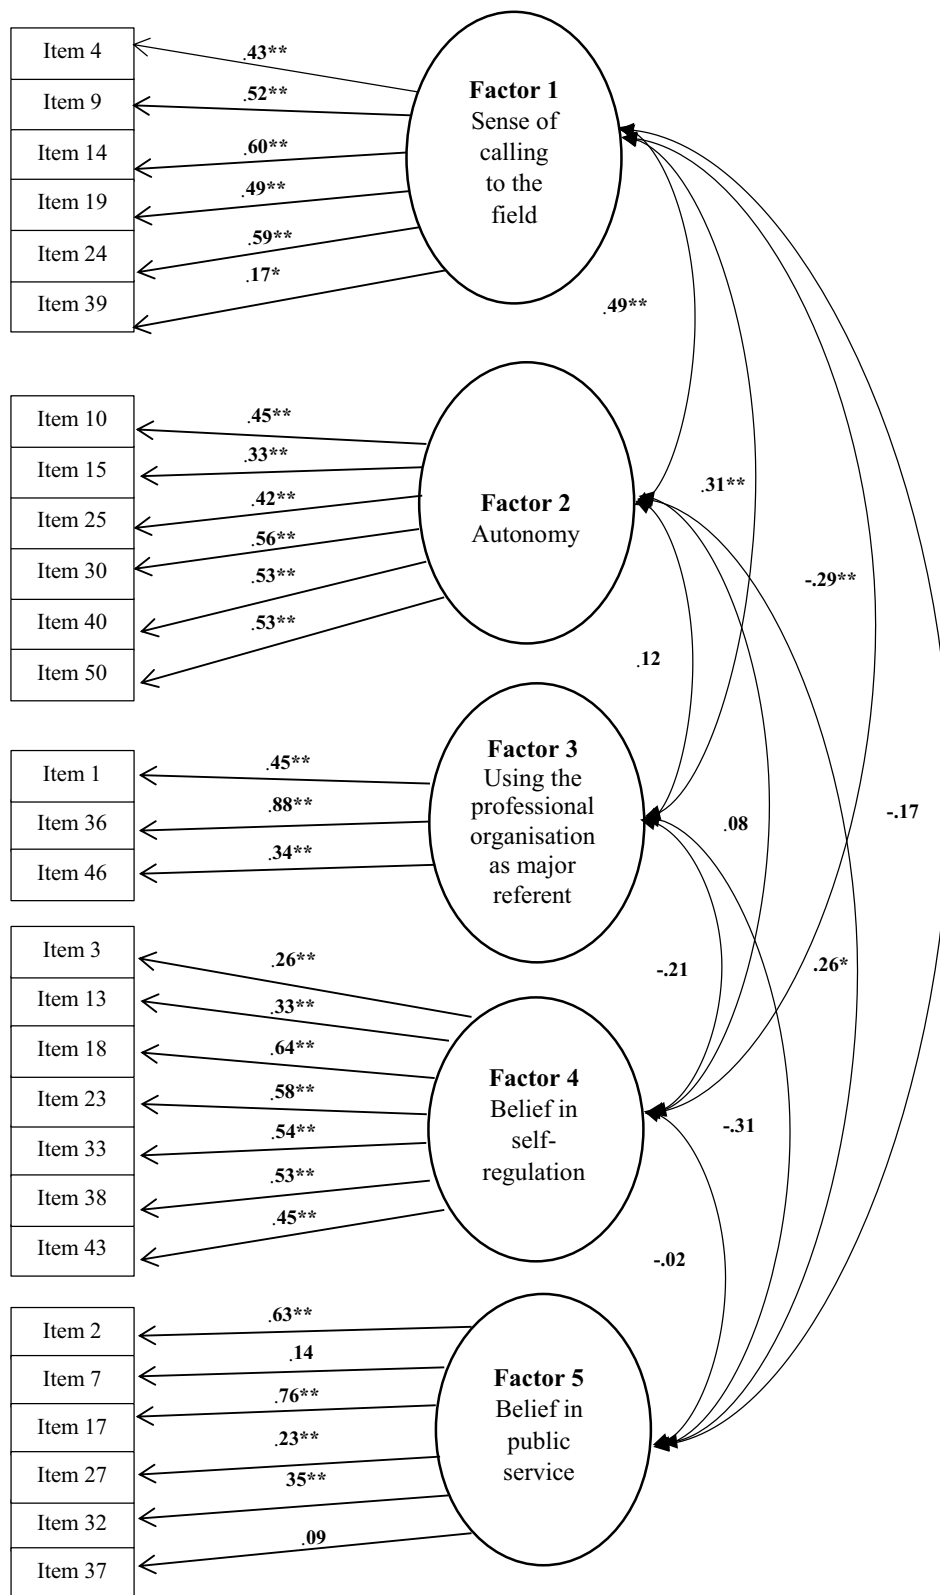 Item 4
Item 9
Item 14
Item 19
Item 24
Item 39
.43**
.52**
.60**
.49**
.59**
.17*
Factor 1
Sense of
calling
to the
field
Item 10
Item 15
Item 25
Item 30
Item 40
Item 50
.45**
.33**
.42**
.56**
.53**
.53**
Factor 2
Autonomy
Item 1
Item 36
Item 46
.45**
.88**
.34**
Factor 3
Using the
professional
organisation
as major
referent
Item 3
Item 13
Item 18
Item 23
Item 33
Item 38
Item 43
.26**
.33**
.64**
.58**
.54**
.53**
.45**
Factor 4
Belief in
self-
regulation
Item 2
Item 7
Item 17
Item 27
Item 32
Item 37
.63**
.14
.76**
.23**
35**
.09
Factor 5
Belief in
public
service
.49**
.31**
-.29**
.12
-.17
.08
-.21
.26*
-.31
-.02